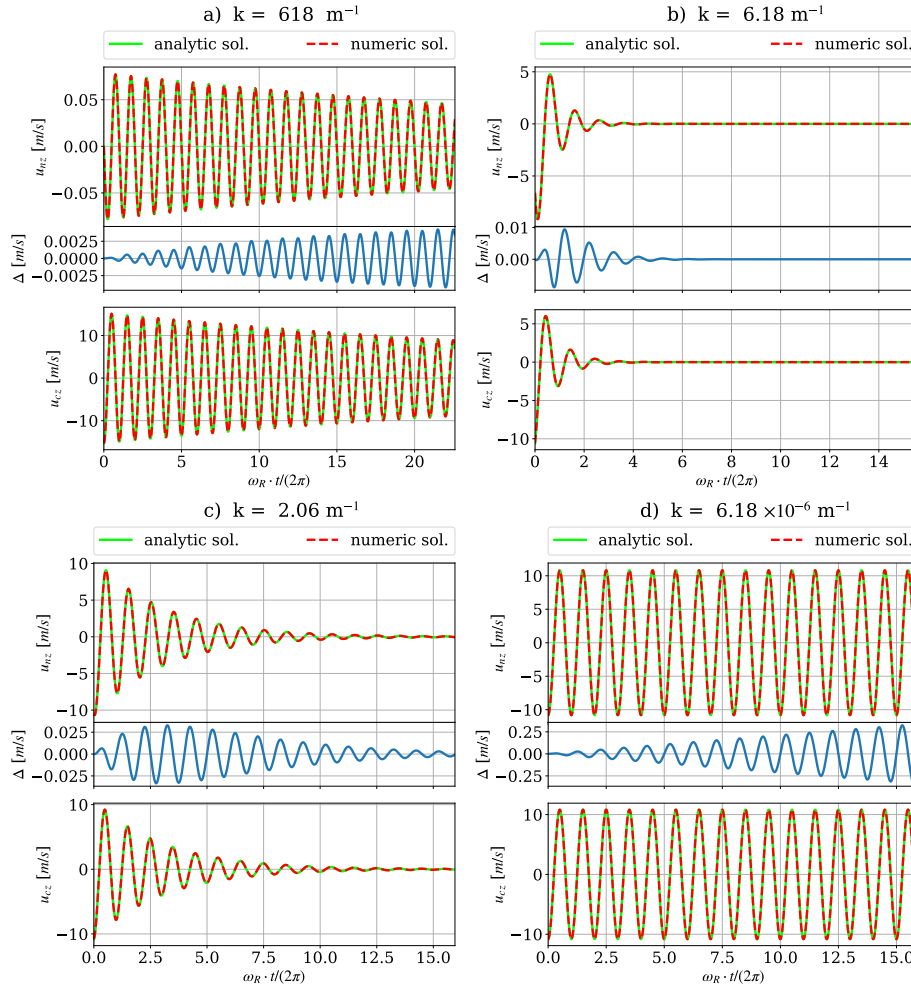 a) k = 618 m⁻¹
analytic sol. numeric sol.
0.05
0.00
−0.05
u_nz [m/s]
0.0025
0.0000
−0.0025
Δ [m/s]
10
0
−10
u_cz [m/s]
0 5 10 15 20
ω_R · t/(2π)
b) k = 6.18 m⁻¹
analytic sol. numeric sol.
5
0
−5
u_nz [m/s]
0.01
0.00
Δ [m/s]
5
0
−5
−10
u_cz [m/s]
0 2 4 6 8 10 12 14
ω_R · t/(2π)
c) k = 2.06 m⁻¹
analytic sol. numeric sol.
10
5
0
−5
−10
u_nz [m/s]
0.025
0.000
−0.025
Δ [m/s]
10
0
−10
u_cz [m/s]
0.0 2.5 5.0 7.5 10.0 12.5 15.0
ω_R · t/(2π)
d) k = 6.18 ×10⁻⁶ m⁻¹
analytic sol. numeric sol.
10
5
0
−5
−10
u_nz [m/s]
0.25
0.00
−0.25
Δ [m/s]
10
0
−10
u_cz [m/s]
0.0 2.5 5.0 7.5 10.0 12.5 15.0
ω_R · t/(2π)